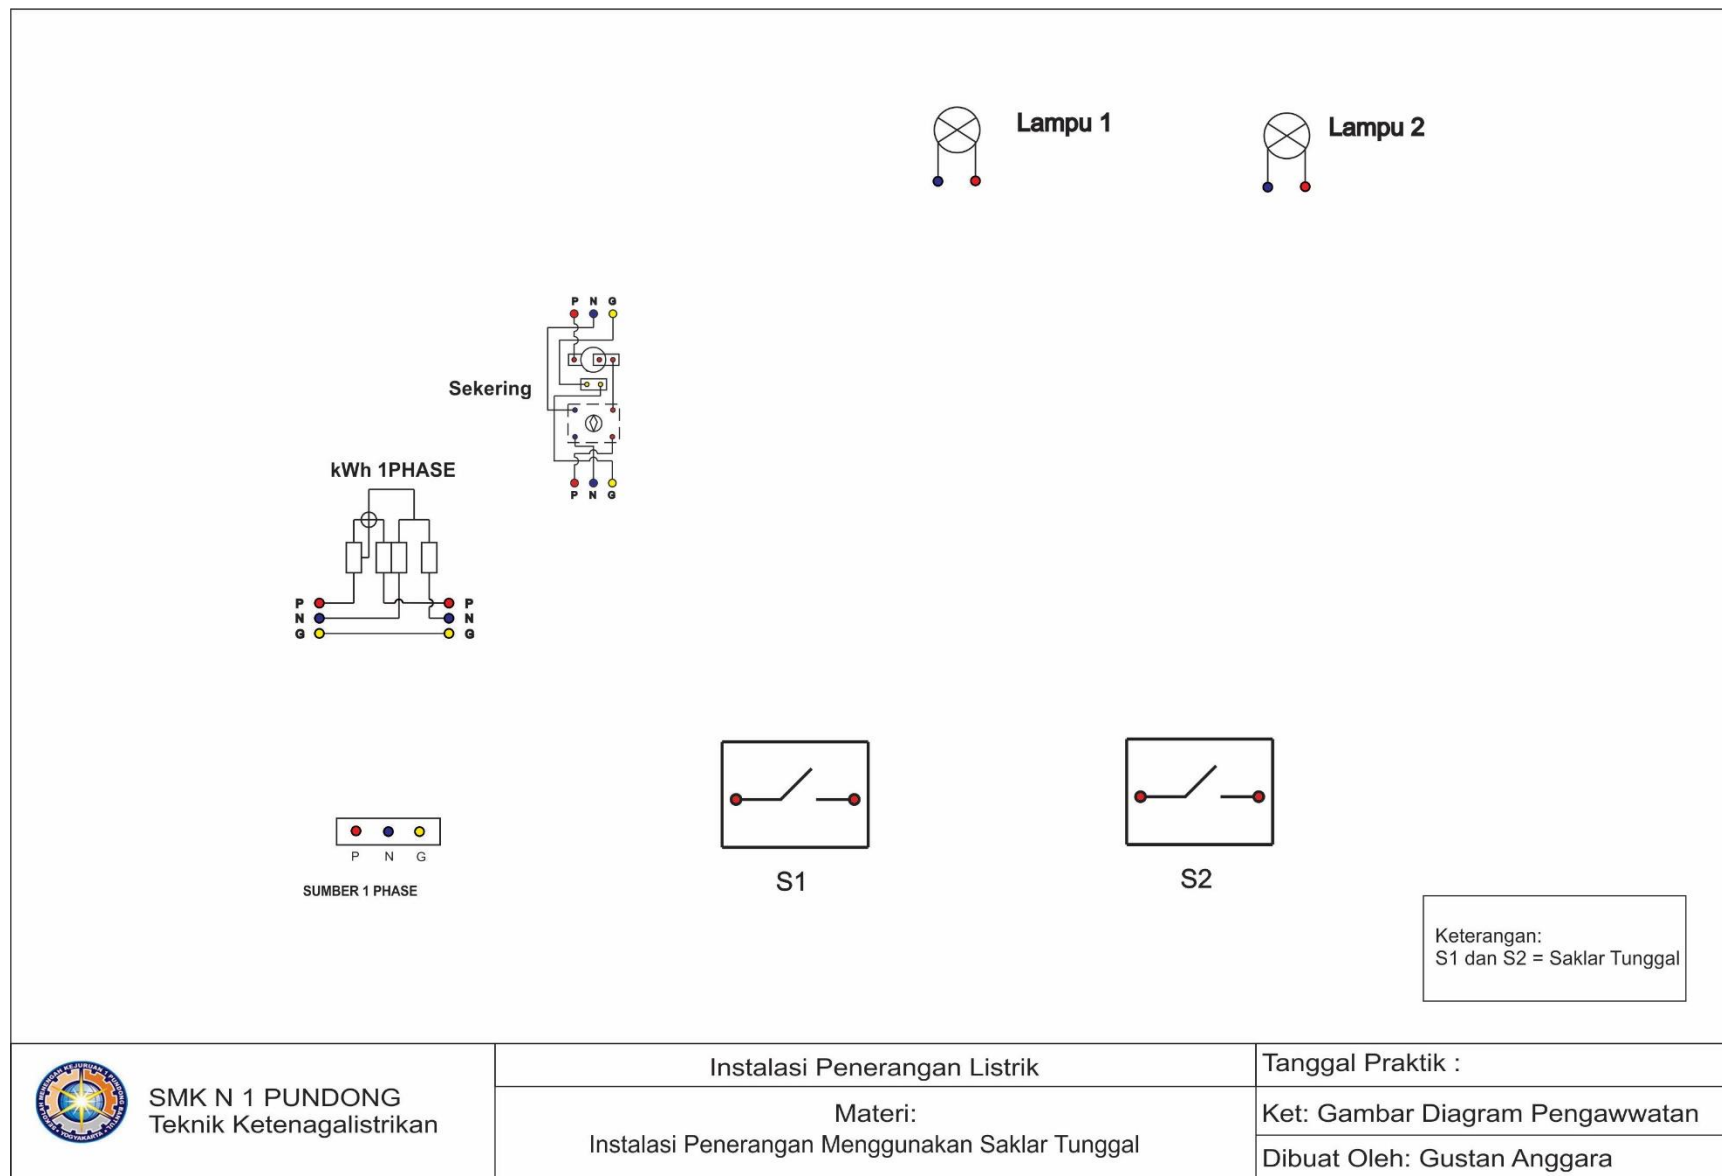 Lampu 1
Lampu 2
P N G
Sekering
P N G
kWh 1PHASE
P P
N N
G G
P N G
SUMBER 1 PHASE
S1
S2
Keterangan:
S1 dan S2 = Saklar Tunggal
SMK N 1 PUNDONG
Teknik Ketenagalistrikan
Instalasi Penerangan Listrik
Materi:
Instalasi Penerangan Menggunakan Saklar Tunggal
Tanggal Praktik :
Ket: Gambar Diagram Pengawwatan
Dibuat Oleh: Gustan Anggara